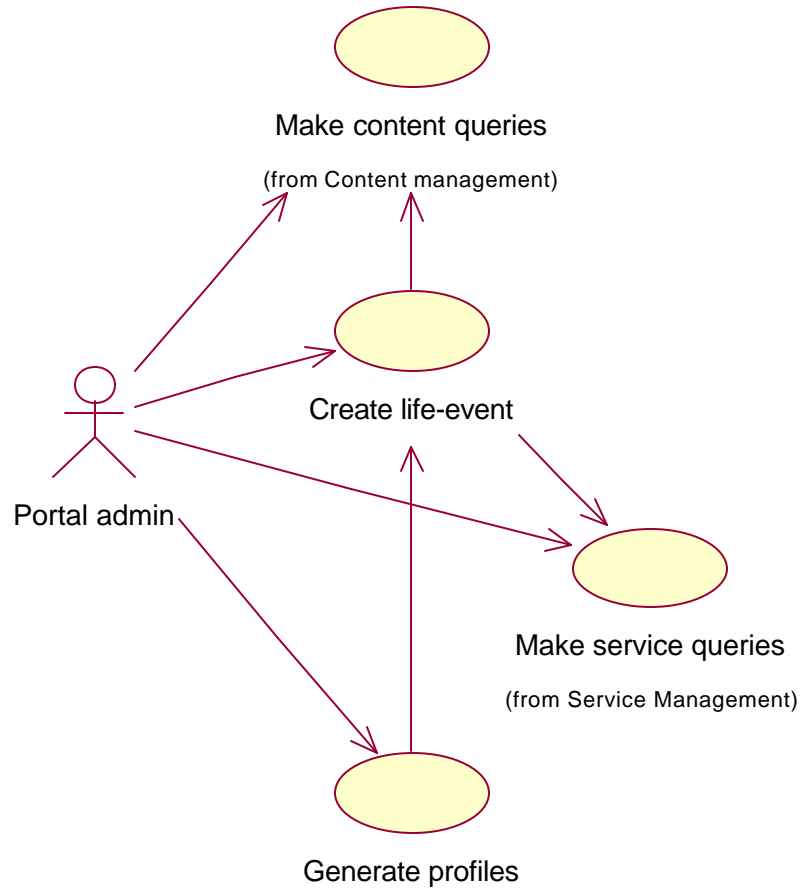 Make content queries
(from Content management)
Create life-event
Portal admin
Make service queries
(from Service Management)
Generate profiles